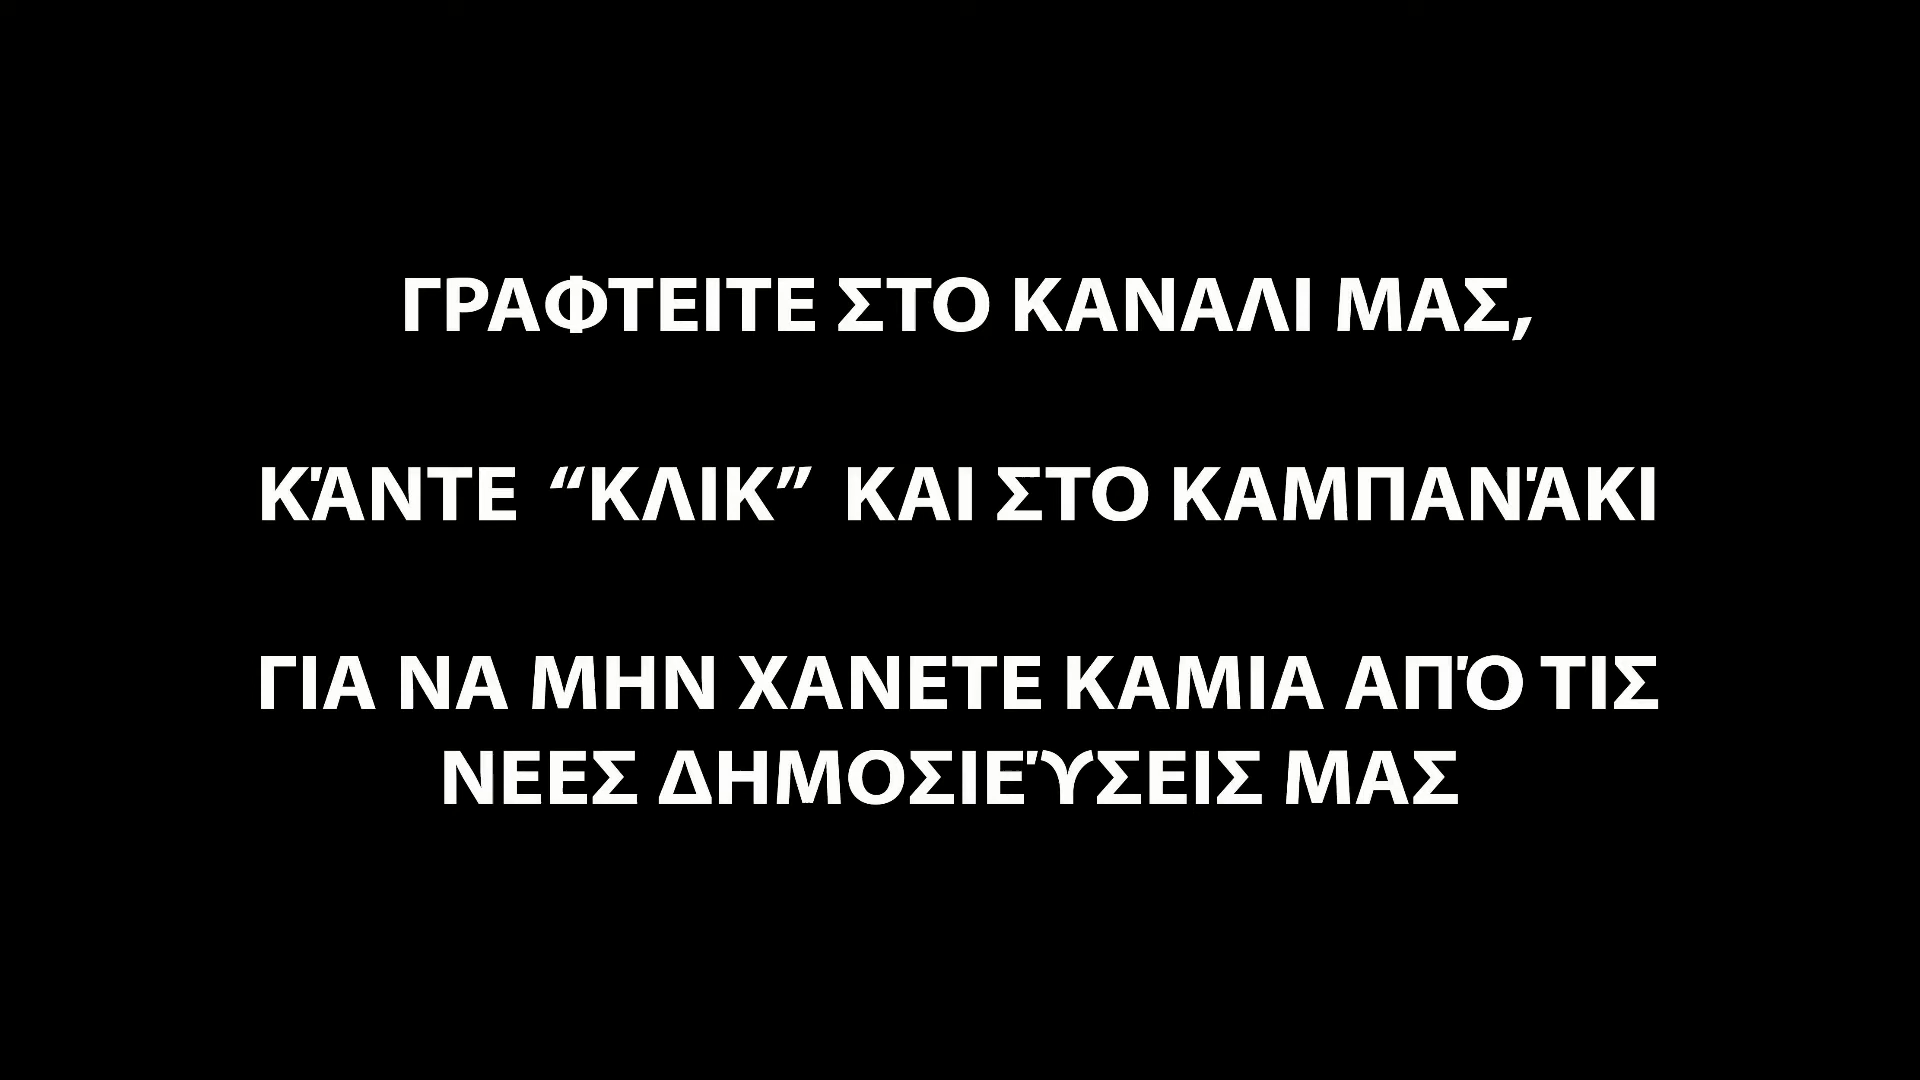 ΓΡΑΦΤΕΙΤΕ ΣΤΟ ΚΑΝΑΛΙ ΜΑΣ,
ΚΆΝΤΕ “ΚΛΙΚ” ΚΑΙ ΣΤΟ ΚΑΜΠΑΝΆΚΙ
ΓΙΑ ΝΑ ΜΗΝ ΧΑΝΕΤΕ ΚΑΜΙΑ ΑΠΌ ΤΙΣ
ΝΕΕΣ ΔΗΜΟΣΙΕΎΣΕΙΣ ΜΑΣ